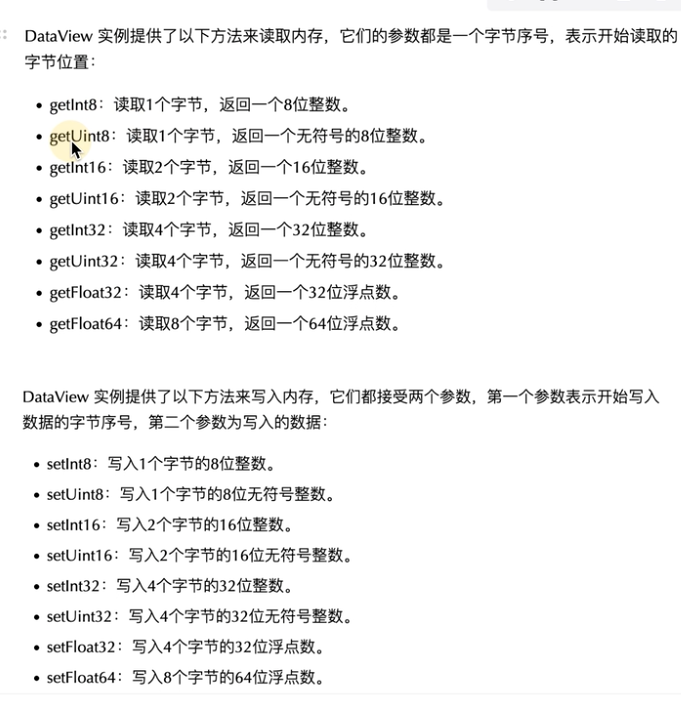 DataView 实例提供了以下方法来读取内存，它们的参数都是一个字节序号，表示开始读取的
字节位置：
• getInt8：读取1个字节，返回一个8位整数。
• getUint8：读取1个字节，返回一个无符号的8位整数。
• getInt16：读取2个字节，返回一个16位整数。
• getUint16：读取2个字节，返回一个无符号的16位整数。
• getInt32：读取4个字节，返回一个32位整数。
• getUint32：读取4个字节，返回一个无符号的32位整数。
• getFloat32：读取4个字节，返回一个32位浮点数。
• getFloat64：读取8个字节，返回一个64位浮点数。
DataView 实例提供了以下方法来写入内存，它们都接受两个参数，第一个参数表示开始写入
数据的字节序号，第二个参数为写入的数据：
• setInt8：写入1个字节的8位整数。
• setUint8：写入1个字节的8位无符号整数。
• setInt16：写入2个字节的16位整数。
• setUint16：写入2个字节的16位无符号整数。
• setInt32：写入4个字节的32位整数。
• setUint32：写入4个字节的32位无符号整数。
• setFloat32：写入4个字节的32位浮点数。
• setFloat64：写入8个字节的64位浮点数。